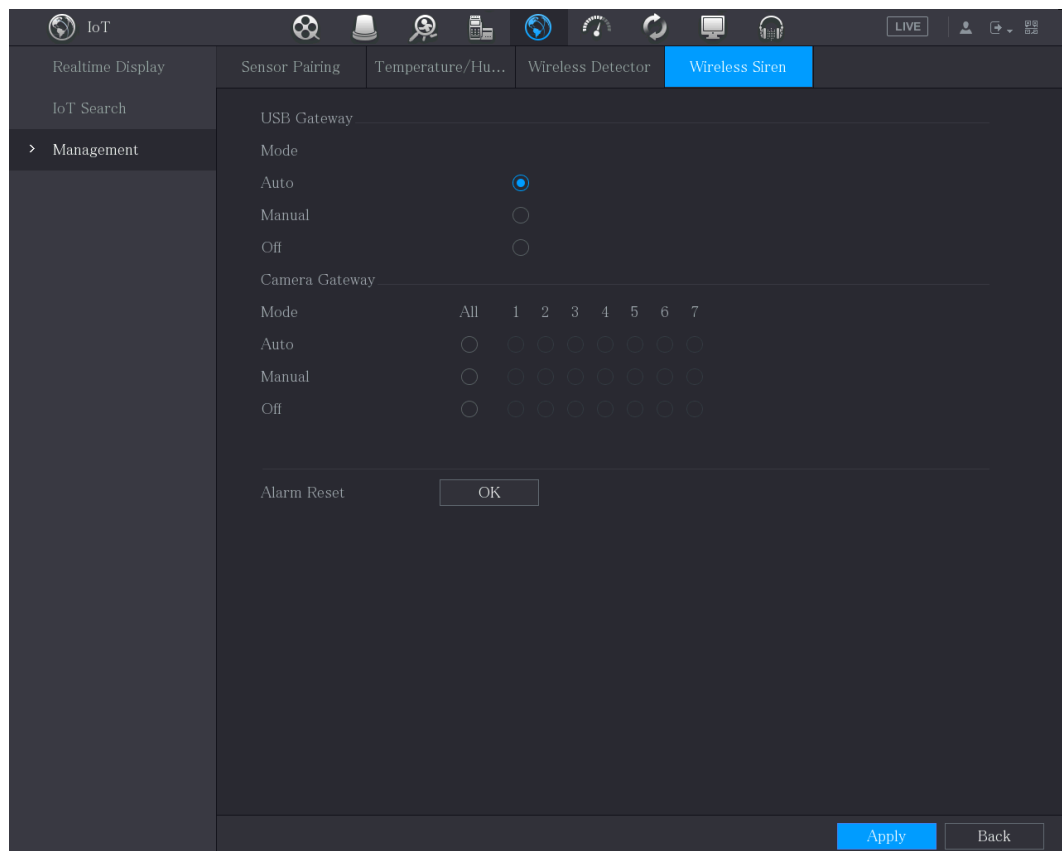 IoT
LIVE
Realtime Display
IoT Search
Management
Sensor Pairing Temperature/Hu... Wireless Detector Wireless Siren
USB Gateway
Mode
Auto
Manual
Off
Camera Gateway
Mode All 1 2 3 4 5 6 7
Auto
Manual
Off
Alarm Reset OK
Apply Back